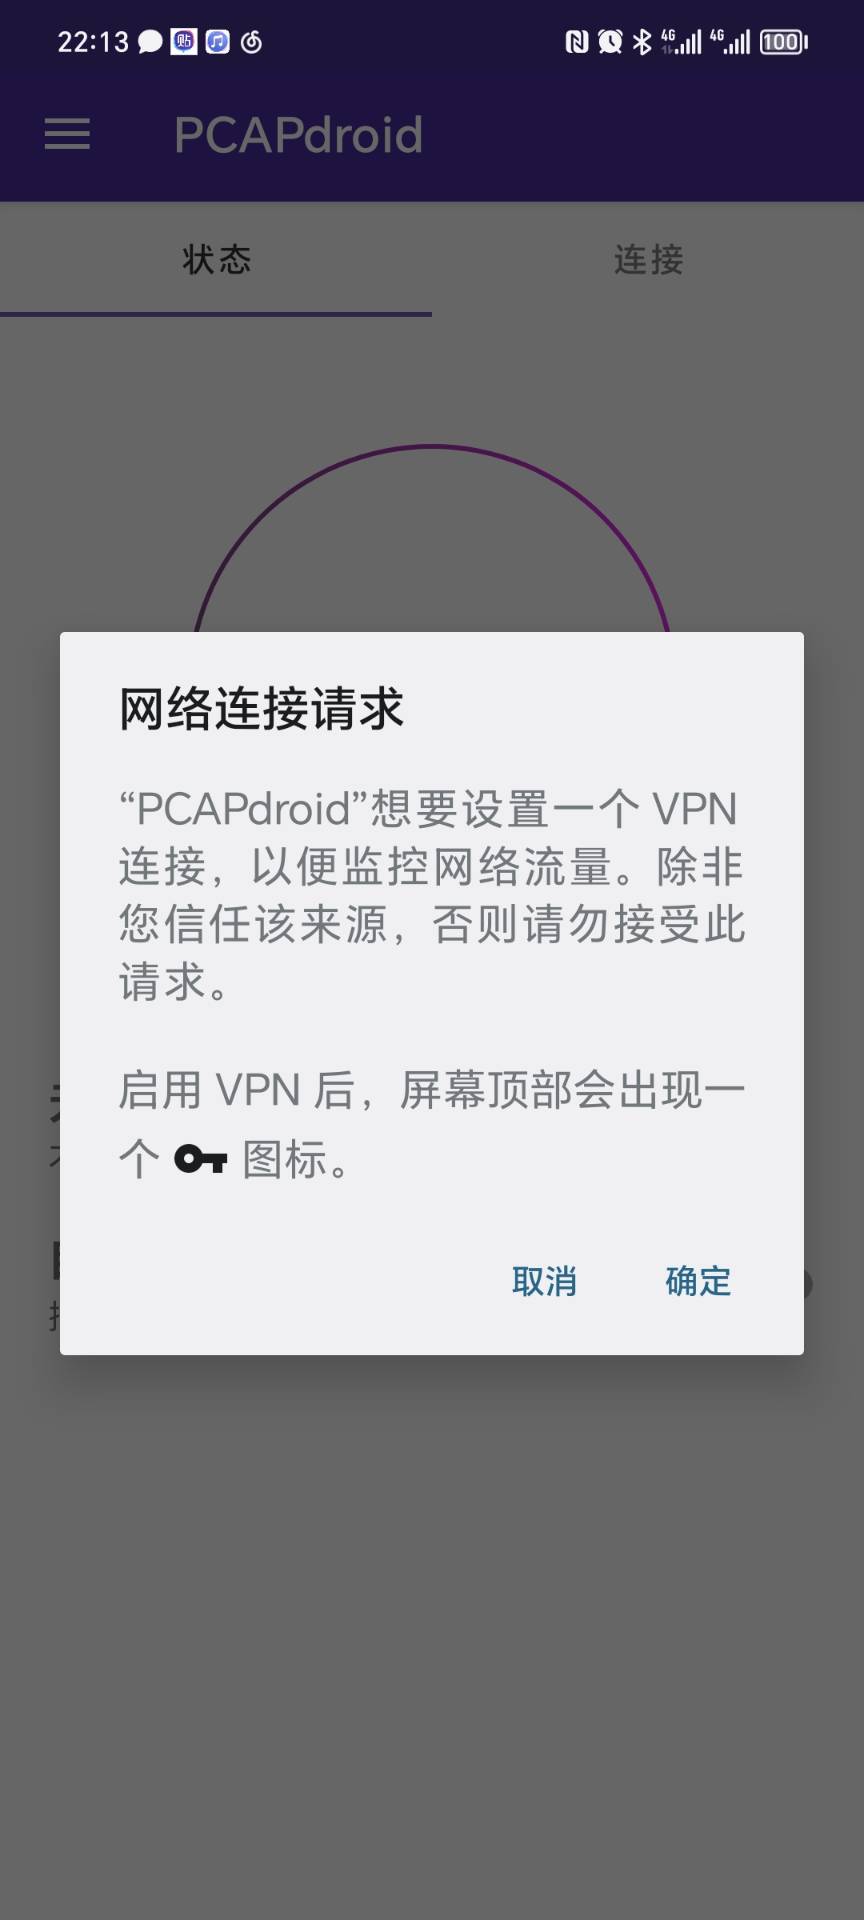 22:13 贴 4G 4G 100
PCAPdroid
状态 连接
网络连接请求
“PCAPdroid”想要设置一个 VPN
连接，以便监控网络流量。除非
您信任该来源，否则请勿接受此
请求。
启用 VPN 后，屏幕顶部会出现一
个 图标。
取消 确定